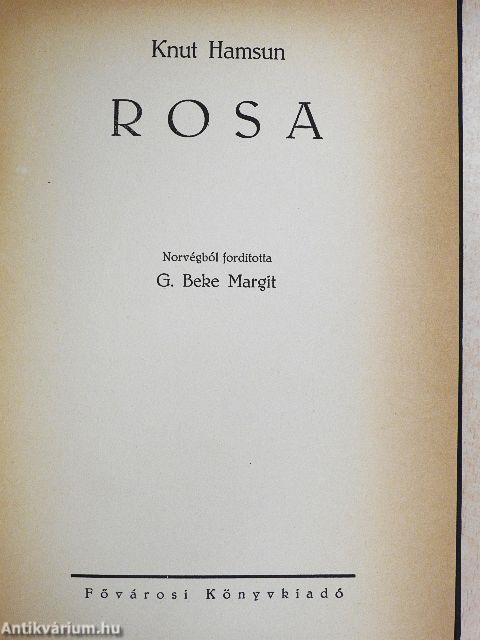 Knut Hamsun
ROSA
Norvégból fordította
G. Beke Margit
Fővárosi Könyvkiadó
Antikvárium.hu